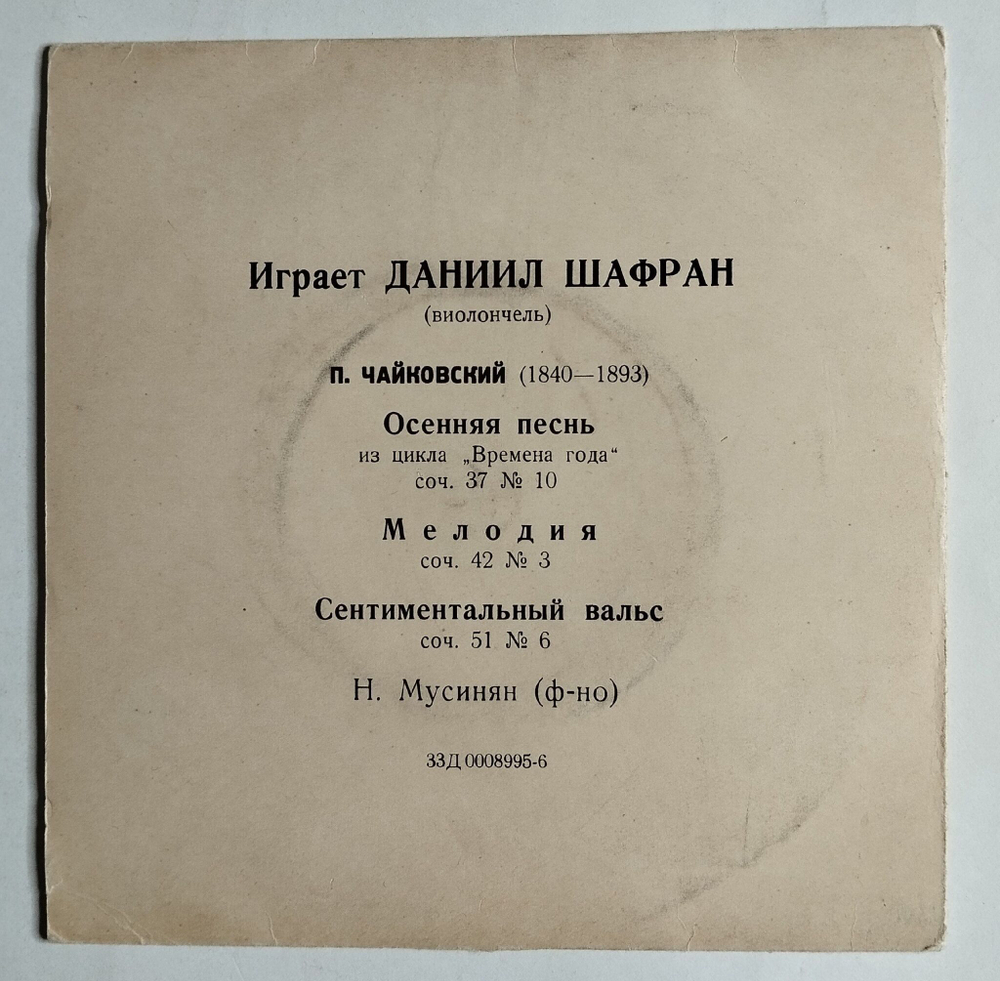 Играет ДАНИИЛ ШАФРАН
(виолончель)
П. ЧАЙКОВСКИЙ (1840—1893)
Осенняя песнь
из цикла „Времена года“
соч. 37 № 10
Мелодия
соч. 42 № 3
Сентиментальный вальс
соч. 51 № 6
Н. Мусинян (ф-но)
33Д 0008995-6